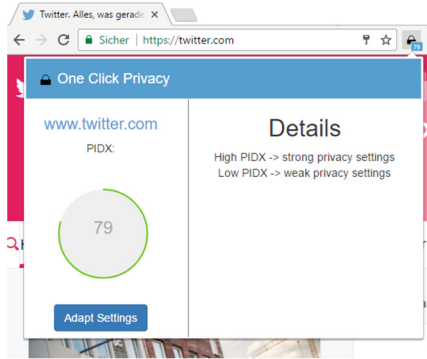 Twitter. Alles, was gerade
Sicher | https://twitter.com
79
One Click Privacy
www.twitter.com
PIDX:
79
Adapt Settings
Details
High PIDX -> strong privacy settings
Low PIDX -> weak privacy settings